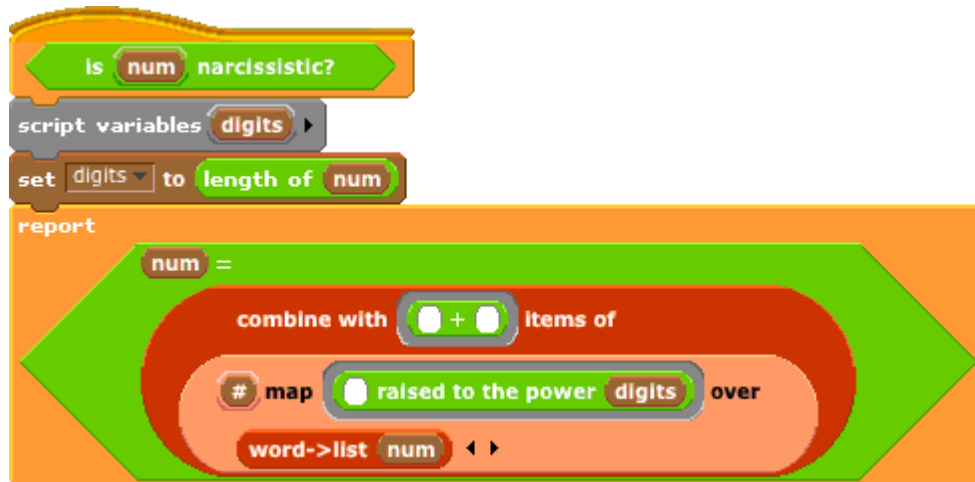 is num narcissistic?
script variables digits
set digits to length of num
report
num =
combine with + items of
# map raised to the power digits over
word->list num